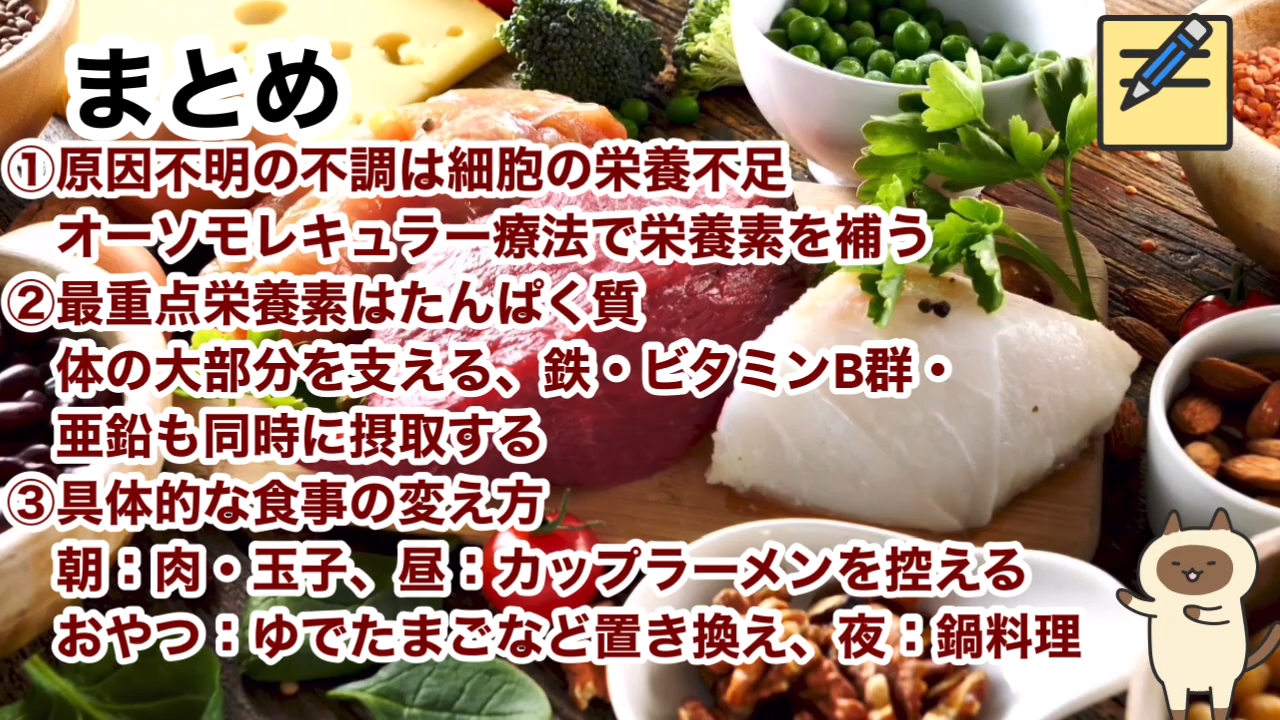 まとめ
①原因不明の不調は細胞の栄養不足
オーソモレキュラー療法で栄養素を補う
②最重点栄養素はたんぱく質
体の大部分を支える、鉄・ビタミンB群・
亜鉛も同時に摂取する
③具体的な食事の変え方
朝：肉・玉子、昼：カップラーメンを控える
おやつ：ゆでたまごなど置き換え、夜：鍋料理